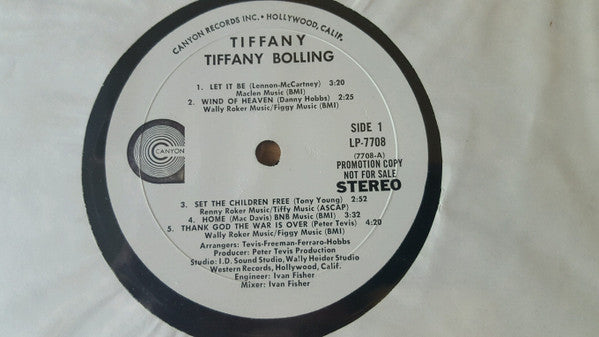 CANYON RECORDS INC. • HOLLYWOOD, CALIF.
TIFFANY
TIFFANY BOLLING
1. LET IT BE (Lennon-McCartney) 3:20
Maclen Music (BMI)
2. WIND OF HEAVEN (Danny Hobbs) 2:25
Wally Roker Music/Figgy Music (BMI)
SIDE 1
LP-7708
(7708-A)
PROMOTION COPY
NOT FOR SALE
STEREO
CANYON
3. SET THE CHILDREN FREE (Tony Young) 2:52
Renny Roker Music/Tiffy Music (ASCAP)
4. HOME (Mac Davis) BNB Music (BMI) 3:32
5. THANK GOD THE WAR IS OVER (Peter Tevis) 4:20
Wally Roker Music/Figgy Music (BMI)
Arrangers: Tevis-Freeman-Ferraro-Hobbs
Producer: Peter Tevis Production
Studio: I.D. Sound Studio, Wally Heider Studio
Western Records, Hollywood, Calif.
Engineer: Ivan Fisher
Mixer: Ivan Fisher